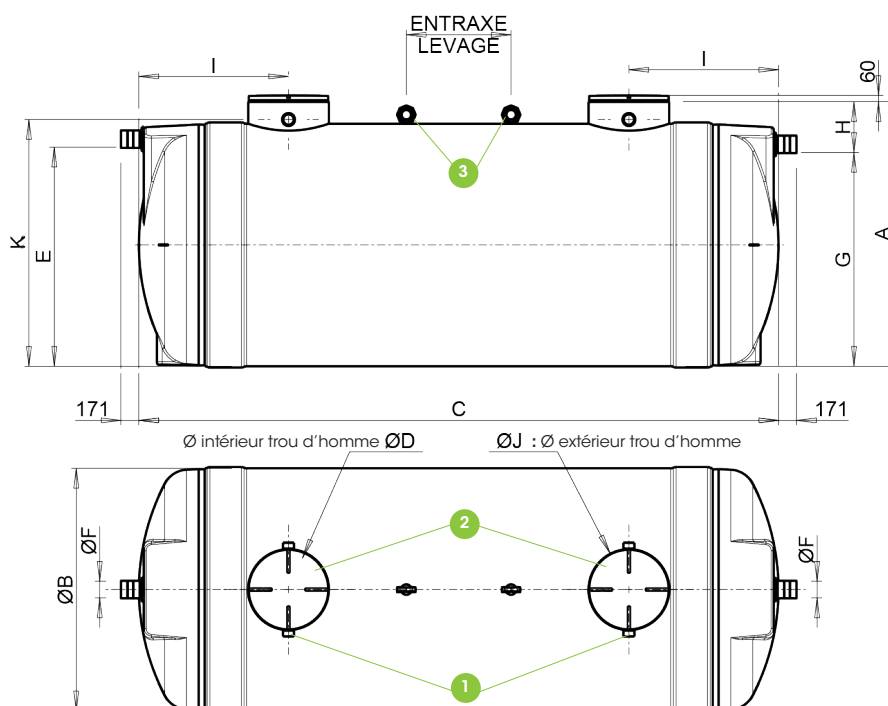 ENTRAXE
LEVAGE
I
I
60
H
3
K
E
G
A
171
C
171
Ø intérieur trou d'homme ØD
ØJ : Ø extérieur trou d'homme
2
ØF
ØF
ØB
1